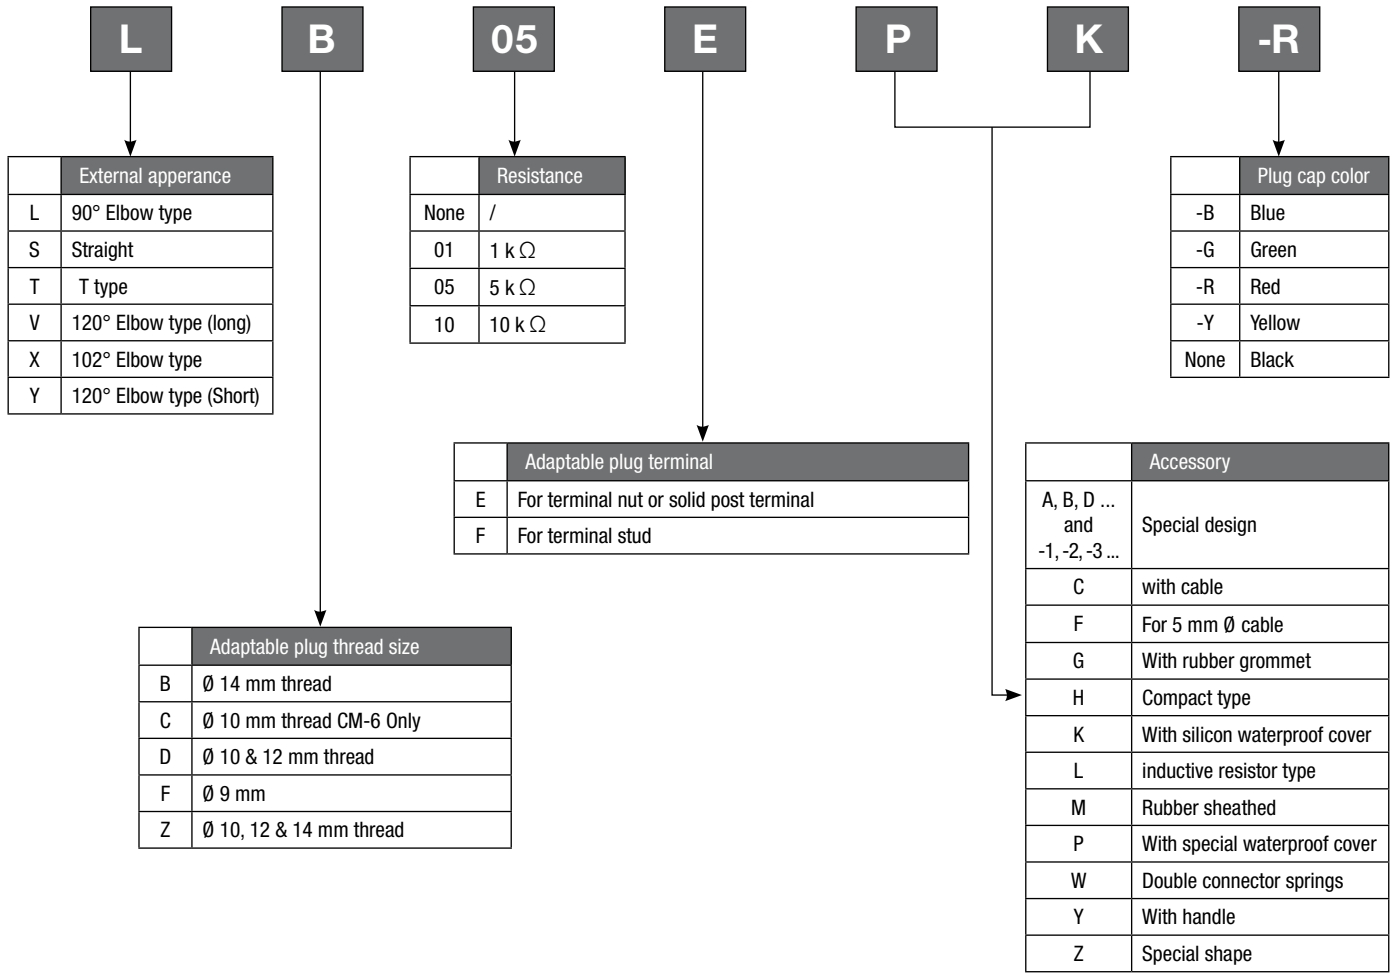 L B 05 E P K -R
External apperance
L 90° Elbow type
S Straight
T T type
V 120° Elbow type (long)
X 102° Elbow type
Y 120° Elbow type (Short)
Resistance
None /
01 1 k Ω
05 5 k Ω
10 10 k Ω
Plug cap color
-B Blue
-G Green
-R Red
-Y Yellow
None Black
Adaptable plug terminal
E For terminal nut or solid post terminal
F For terminal stud
Adaptable plug thread size
B Ø 14 mm thread
C Ø 10 mm thread CM-6 Only
D Ø 10 & 12 mm thread
F Ø 9 mm
Z Ø 10, 12 & 14 mm thread
Accessory
A, B, D ...
and
-1, -2, -3 ...
Special design
C with cable
F For 5 mm Ø cable
G With rubber grommet
H Compact type
K With silicon waterproof cover
L inductive resistor type
M Rubber sheathed
P With special waterproof cover
W Double connector springs
Y With handle
Z Special shape